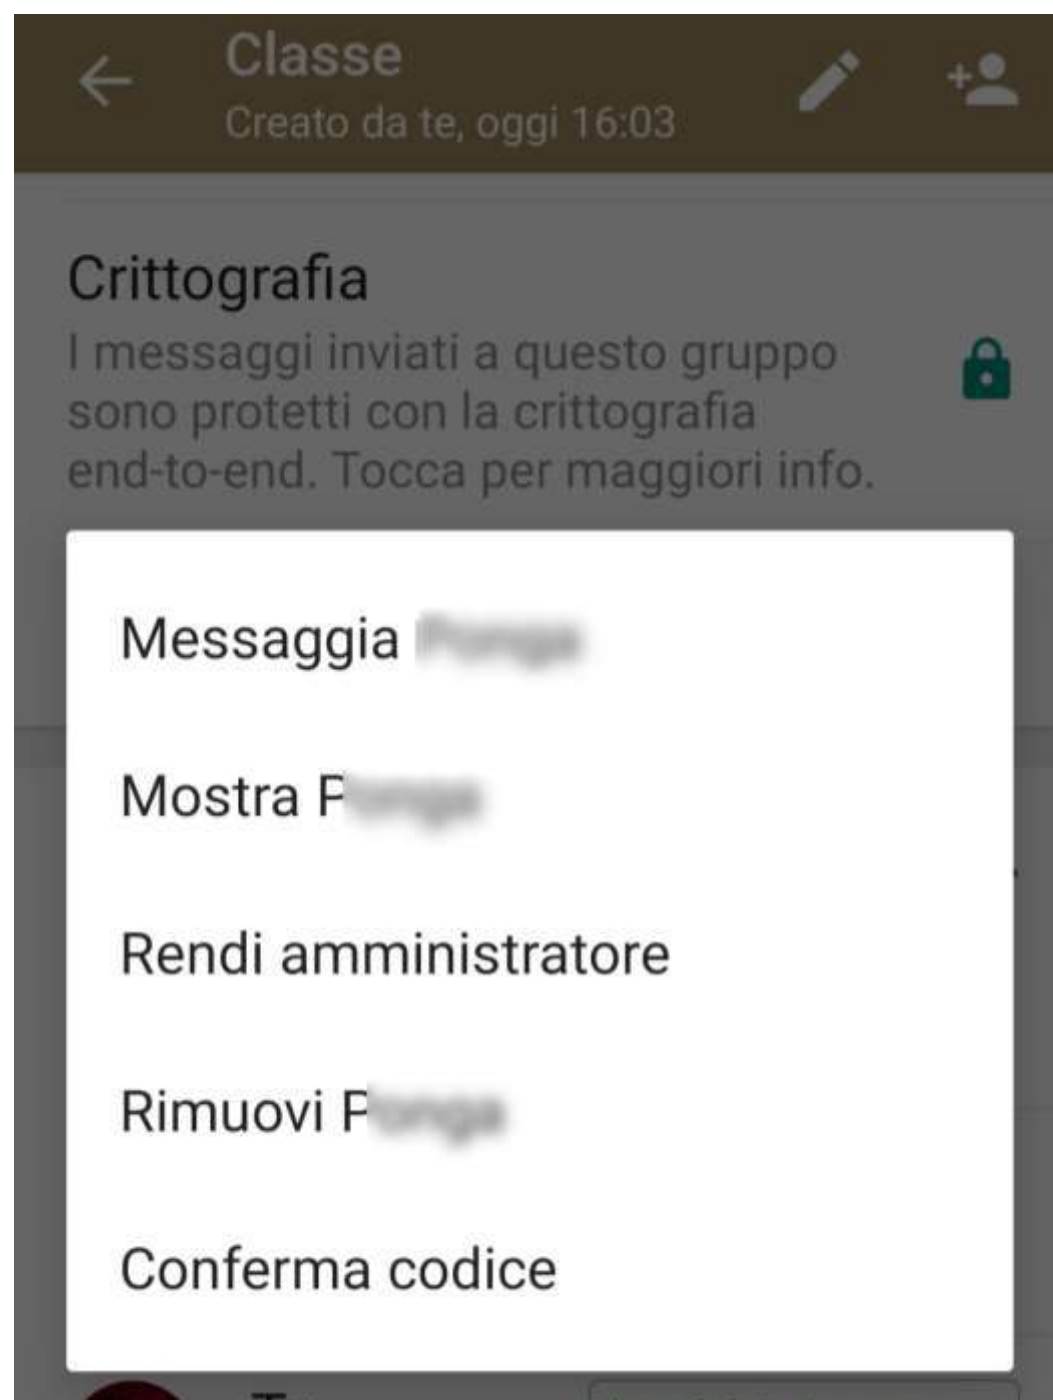 Classe
Creato da te, oggi 16:03
Crittografia
I messaggi inviati a questo gruppo
sono protetti con la crittografia
end-to-end. Tocca per maggiori info.
Messaggia
Mostra
Rendi amministratore
Rimuovi
Conferma codice